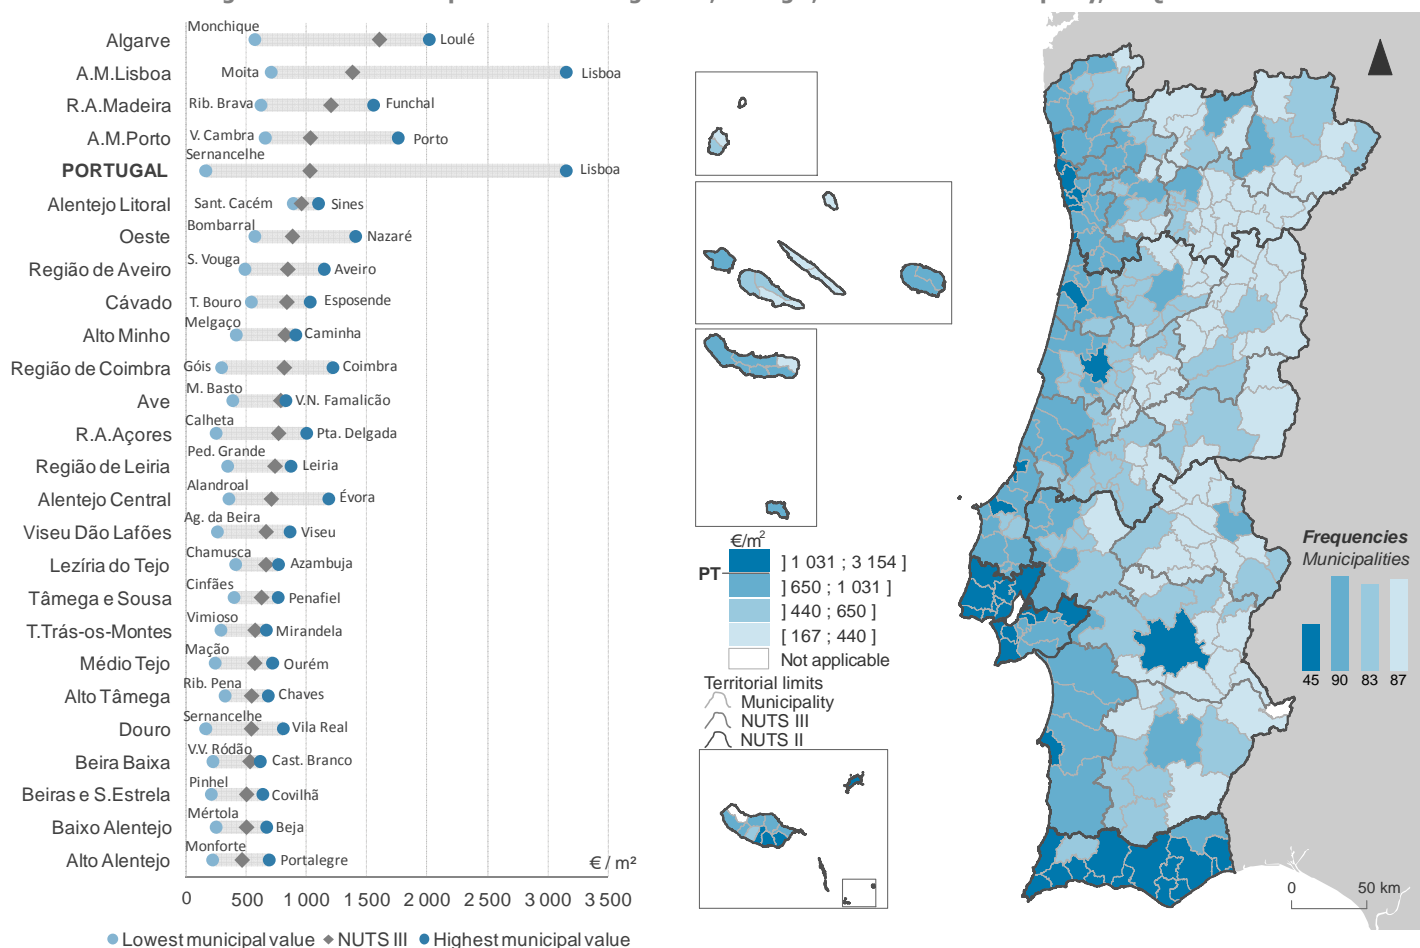 Monchique
Algarve
Loulé
A.M.Lisboa
Moita
Lisboa
R.A.Madeira
Rib. Brava
Funchal
A.M.Porto
V. Cambra
Porto
Sernancelhe
PORTUGAL
Lisboa
Alentejo Litoral
Sant. Cacém
Sines
Bombarral
Oeste
Nazaré
S. Vouga
Região de Aveiro
Aveiro
Cávado
T. Bouro
Esposende
Melgaço
Alto Minho
Caminha
Região de Coimbra
Góis
Coimbra
M. Basto
Ave
V.N. Famalicão
Calheta
R.A.Açores
Pta. Delgada
Ped. Grande
Região de Leiria
Leiria
Alandroal
Alentejo Central
Évora
Ag. da Beira
Viseu Dão Lafões
Viseu
Chamusca
Lezíria do Tejo
Azambuja
Cinfães
Tâmega e Sousa
Penafiel
Vimioso
T.Trás-os-Montes
Mirandela
Mação
Médio Tejo
Ourém
Rib. Pena
Alto Tâmega
Chaves
Sernancelhe
Douro
Vila Real
V.V. Ródão
Beira Baixa
Cast. Branco
Pinhel
Beiras e S.Estrela
Covilhã
Mértola
Baixo Alentejo
Beja
Monforte
Alto Alentejo
Portalegre
€ / m²
0 500 1 000 1 500 2 000 2 500 3 000 3 500
Lowest municipal value NUTS III Highest municipal value
€/m²
PT
] 1 031 ; 3 154 ]
] 650 ; 1 031 ]
] 440 ; 650 ]
[ 167 ; 440 ]
Not applicable
Territorial limits
Municipality
NUTS III
NUTS II
Frequencies
Municipalities
45 90 83 87
0 50 km